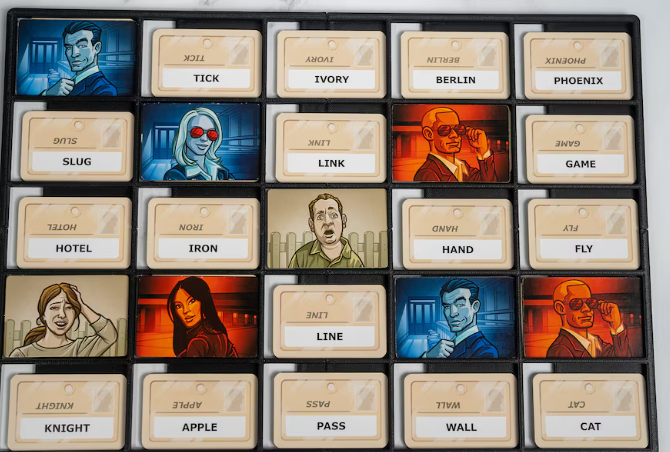 TICK
TICK
IVORY
IVORY
BERLIN
BERLIN
PHOENIX
PHOENIX
SLUG
SLUG
LINK
LINK
GAME
GAME
HOTEL
HOTEL
IRON
IRON
HAND
HAND
FLY
FLY
LINE
LINE
KNIGHT
KNIGHT
APPLE
APPLE
PASS
PASS
WALL
WALL
CAT
CAT